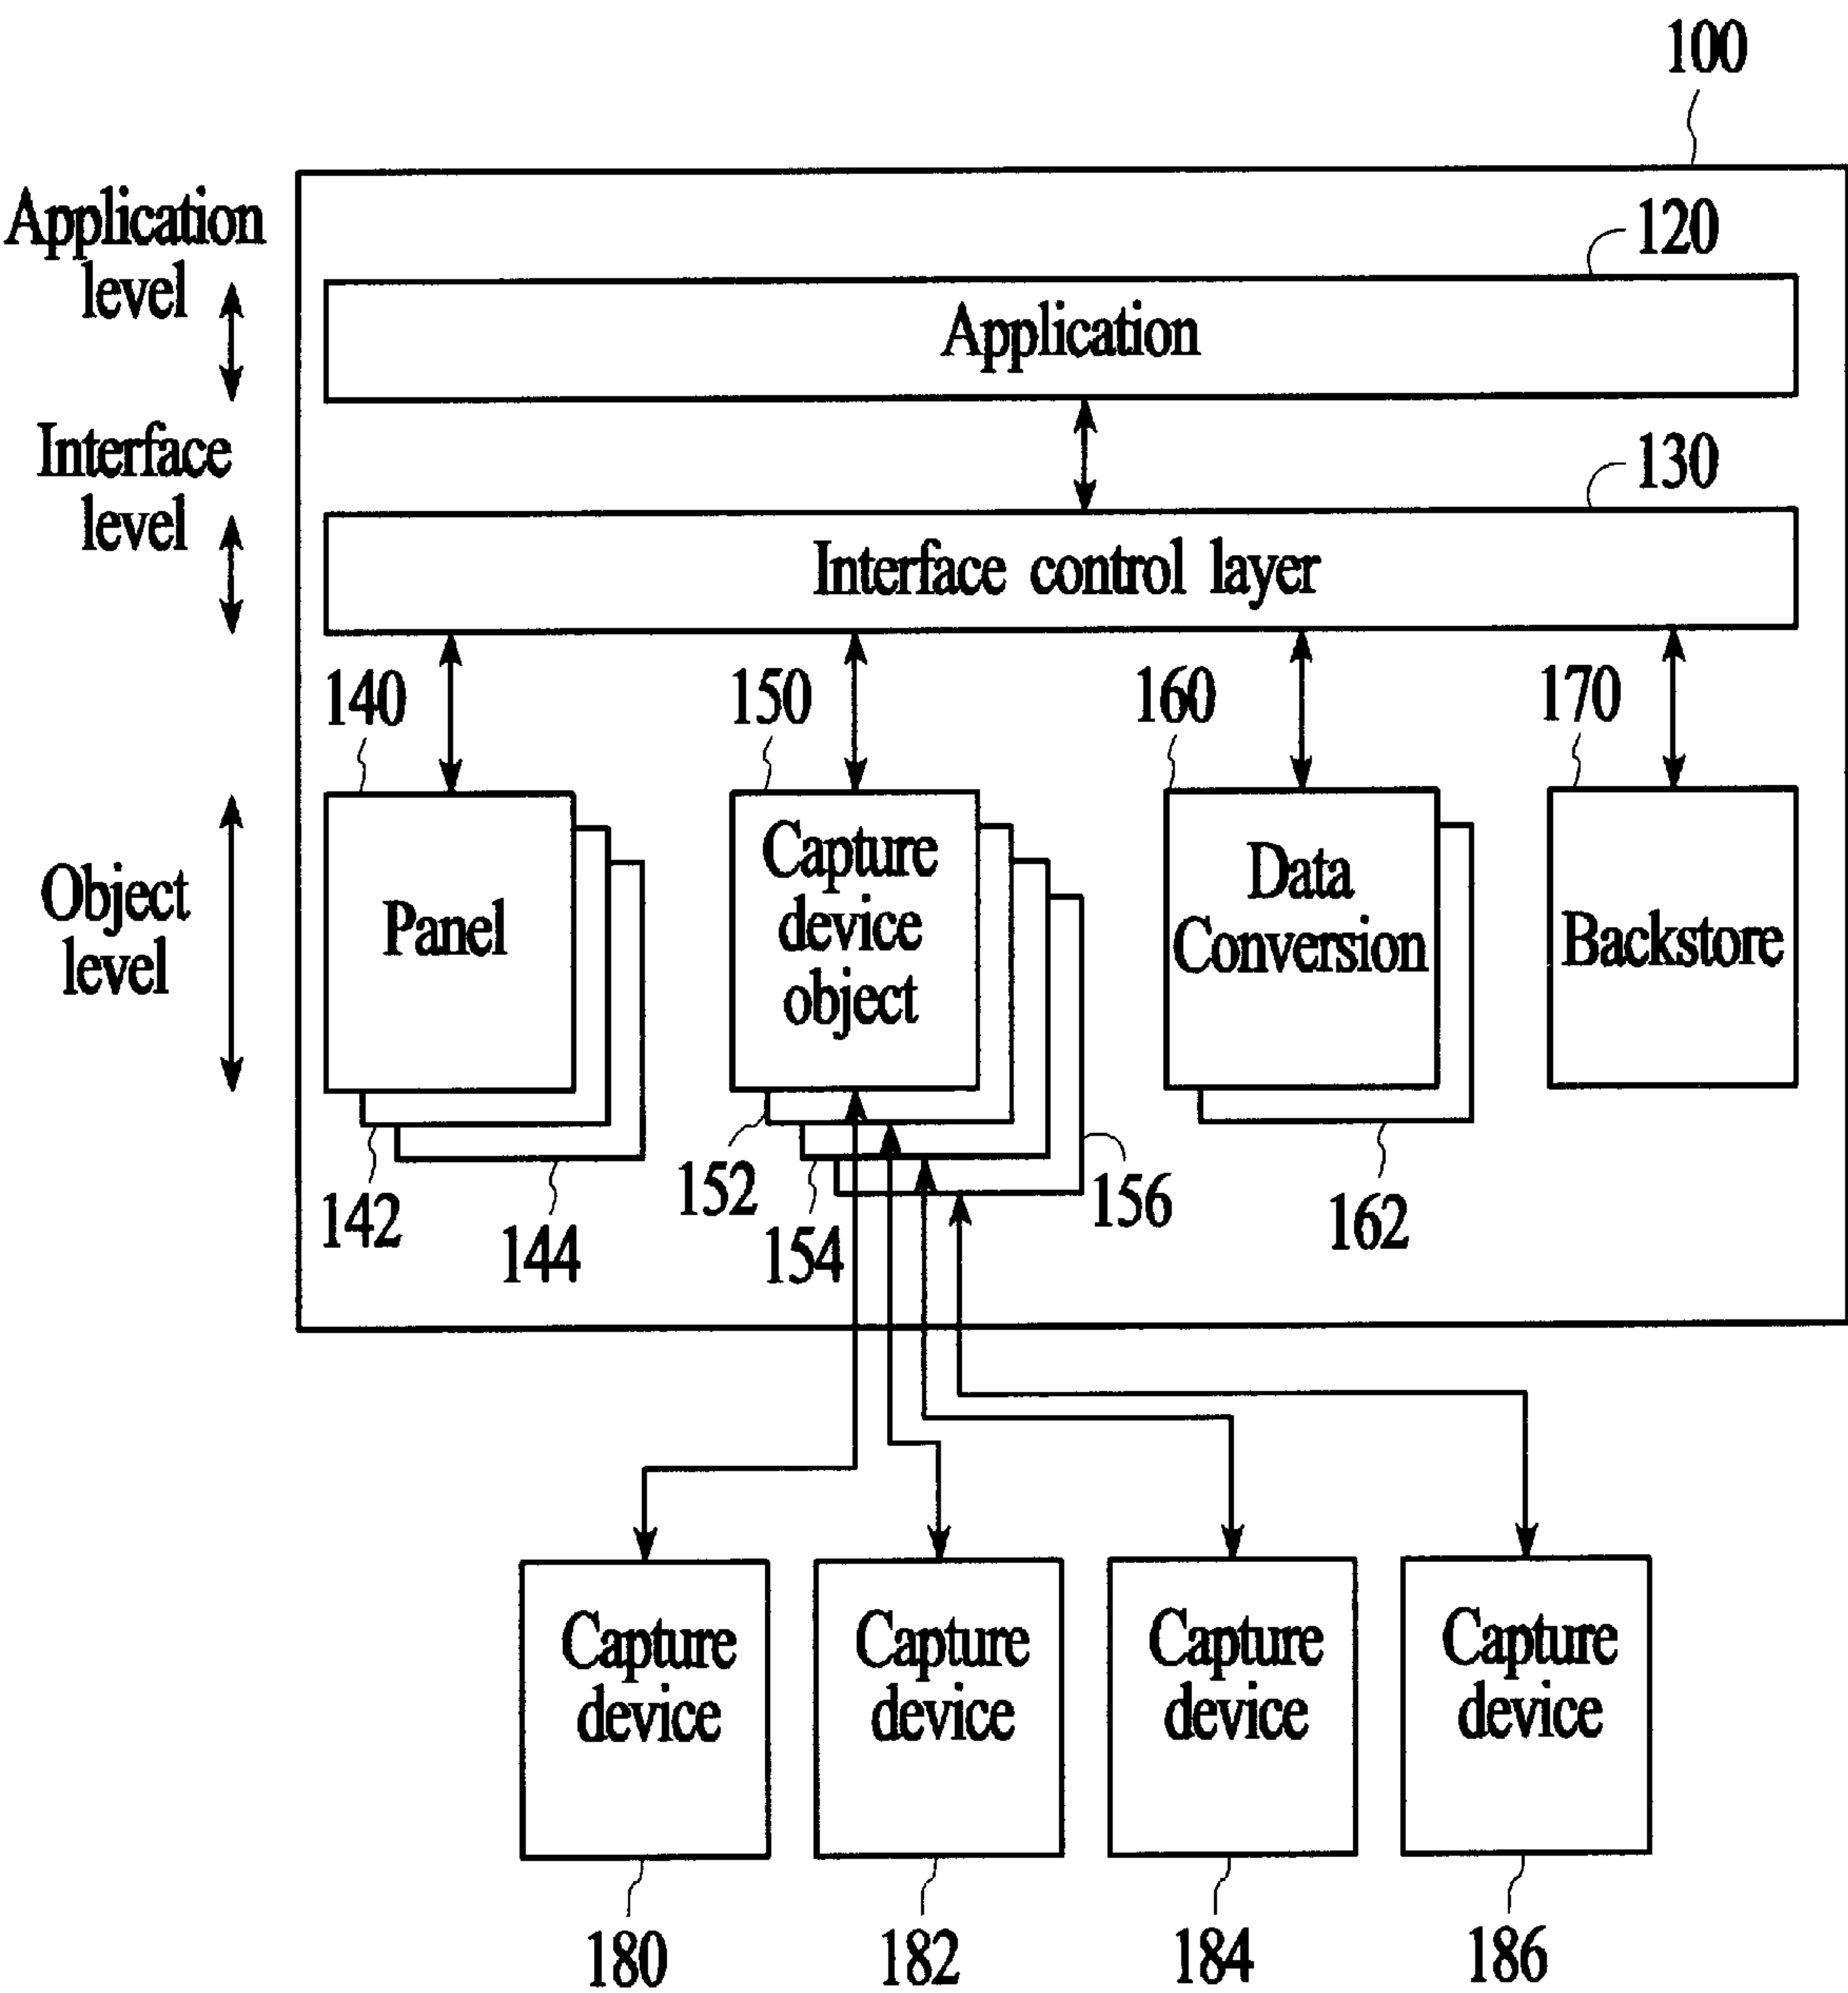 100
Application
level
120
Application
Interface
level
130
Interface control layer
140
150
160
170
Object
level
Panel
Capture
device
object
Data
Conversion
Backstore
142
144
152
154
156
162
Capture
device
Capture
device
Capture
device
Capture
device
180
182
184
186